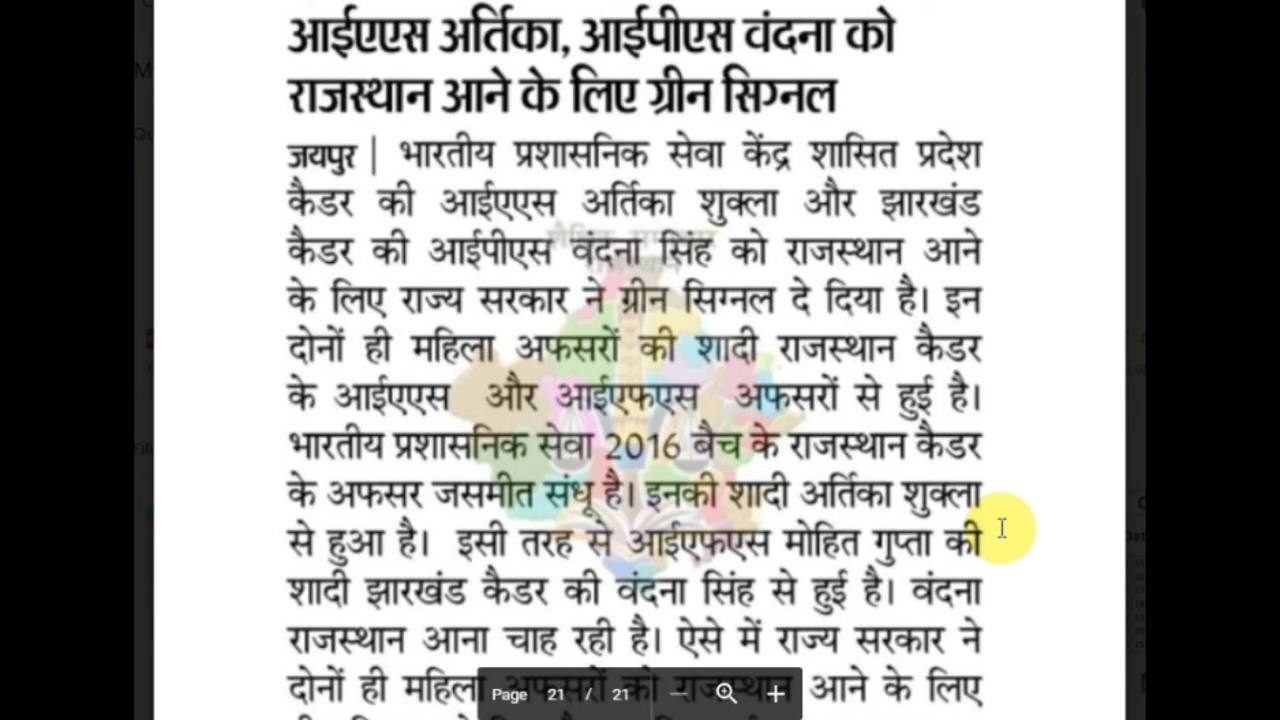 आईएएस अर्तिका, आईपीएस वंदना को
राजस्थान आने के लिए ग्रीन सिग्नल
जयपुर | भारतीय प्रशासनिक सेवा केंद्र शासित प्रदेश
कैडर की आईएएस अर्तिका शुक्ला और झारखंड
कैडर की आईपीएस वंदना सिंह को राजस्थान आने
के लिए राज्य सरकार ने ग्रीन सिग्नल दे दिया है। इन
दोनों ही महिला अफसरों की शादी राजस्थान कैडर
के आईएएस और आईएफएस अफसरों से हुई है।
भारतीय प्रशासनिक सेवा 2016 बैच के राजस्थान कैडर
के अफसर जसमीत संधू है। इनकी शादी अर्तिका शुक्ला
से हुआ है। इसी तरह से आईएफएस मोहित गुप्ता की
शादी झारखंड कैडर की वंदना सिंह से हुई है। वंदना
राजस्थान आना चाह रही है। ऐसे में राज्य सरकार ने
दोनों ही महिला अफसरों को राजस्थान आने के लिए
Page 21 / 21